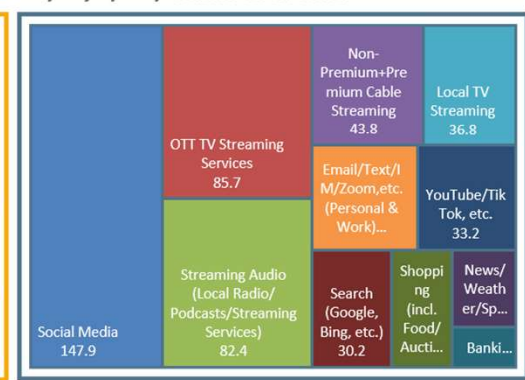 Social Media
147.9
OTT TV Streaming
Services
85.7
Streaming Audio
(Local Radio/
Podcasts/Streaming
Services)
82.4
Non-
Premium+Pre
mium Cable
Streaming
43.8
Local TV
Streaming
36.8
Email/Text/I
M/Zoom,etc.
(Personal &
Work)...
YouTube/Tik
Tok, etc.
33.2
Search
(Google,
Bing, etc.)
30.2
Shoppi
ng
(incl.
Food/
Aucti...
News/
Weath
er/Sp...
Banki...